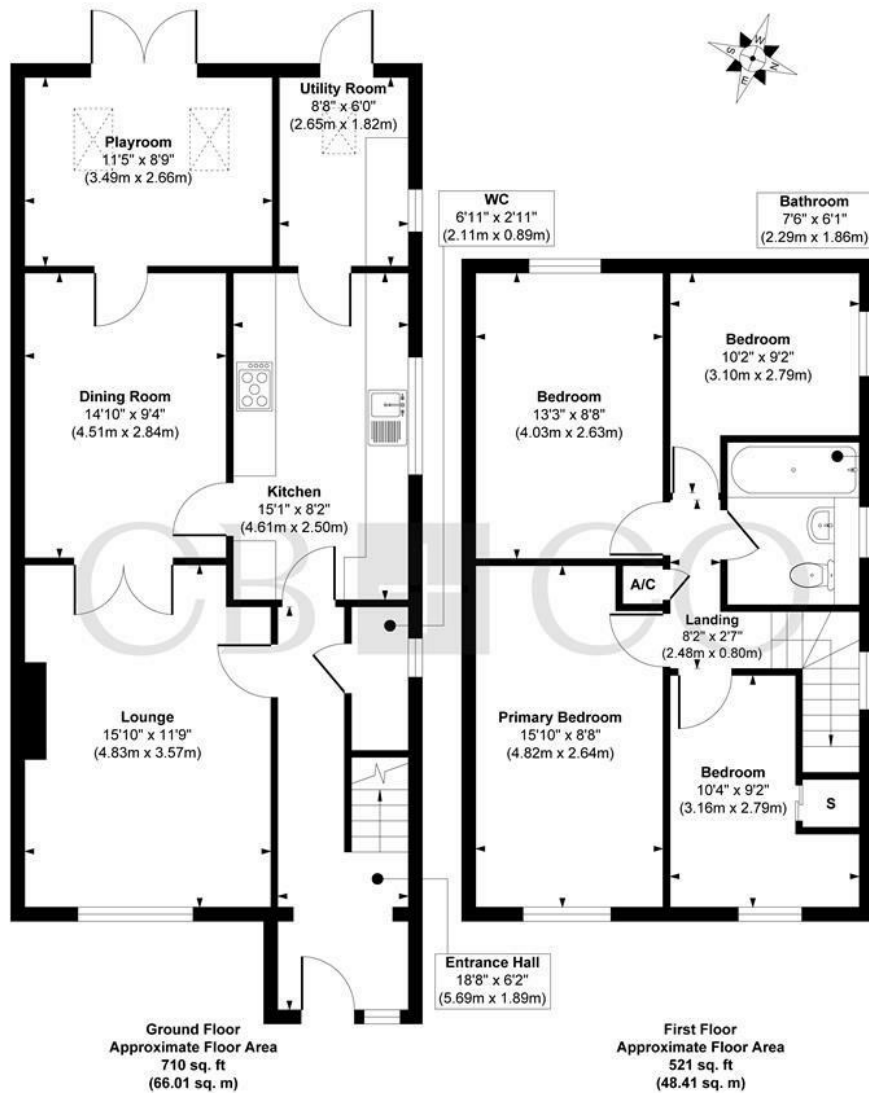 W
S
N
E
Playroom
11'5" x 8'9"
(3.49m x 2.66m)
Utility Room
8'8" x 6'0"
(2.65m x 1.82m)
WC
6'11" x 2'11"
(2.11m x 0.89m)
Dining Room
14'10" x 9'4"
(4.51m x 2.84m)
Kitchen
15'1" x 8'2"
(4.61m x 2.50m)
Lounge
15'10" x 11'9"
(4.83m x 3.57m)
Entrance Hall
18'8" x 6'2"
(5.69m x 1.89m)
Ground Floor
Approximate Floor Area
710 sq. ft
(66.01 sq. m)
Bathroom
7'6" x 6'1"
(2.29m x 1.86m)
Bedroom
13'3" x 8'8"
(4.03m x 2.63m)
Bedroom
10'2" x 9'2"
(3.10m x 2.79m)
A/C
Landing
8'2" x 2'7"
(2.48m x 0.80m)
Primary Bedroom
15'10" x 8'8"
(4.82m x 2.64m)
Bedroom
10'4" x 9'2"
(3.16m x 2.79m)
S
First Floor
Approximate Floor Area
521 sq. ft
(48.41 sq. m)
CB+CO